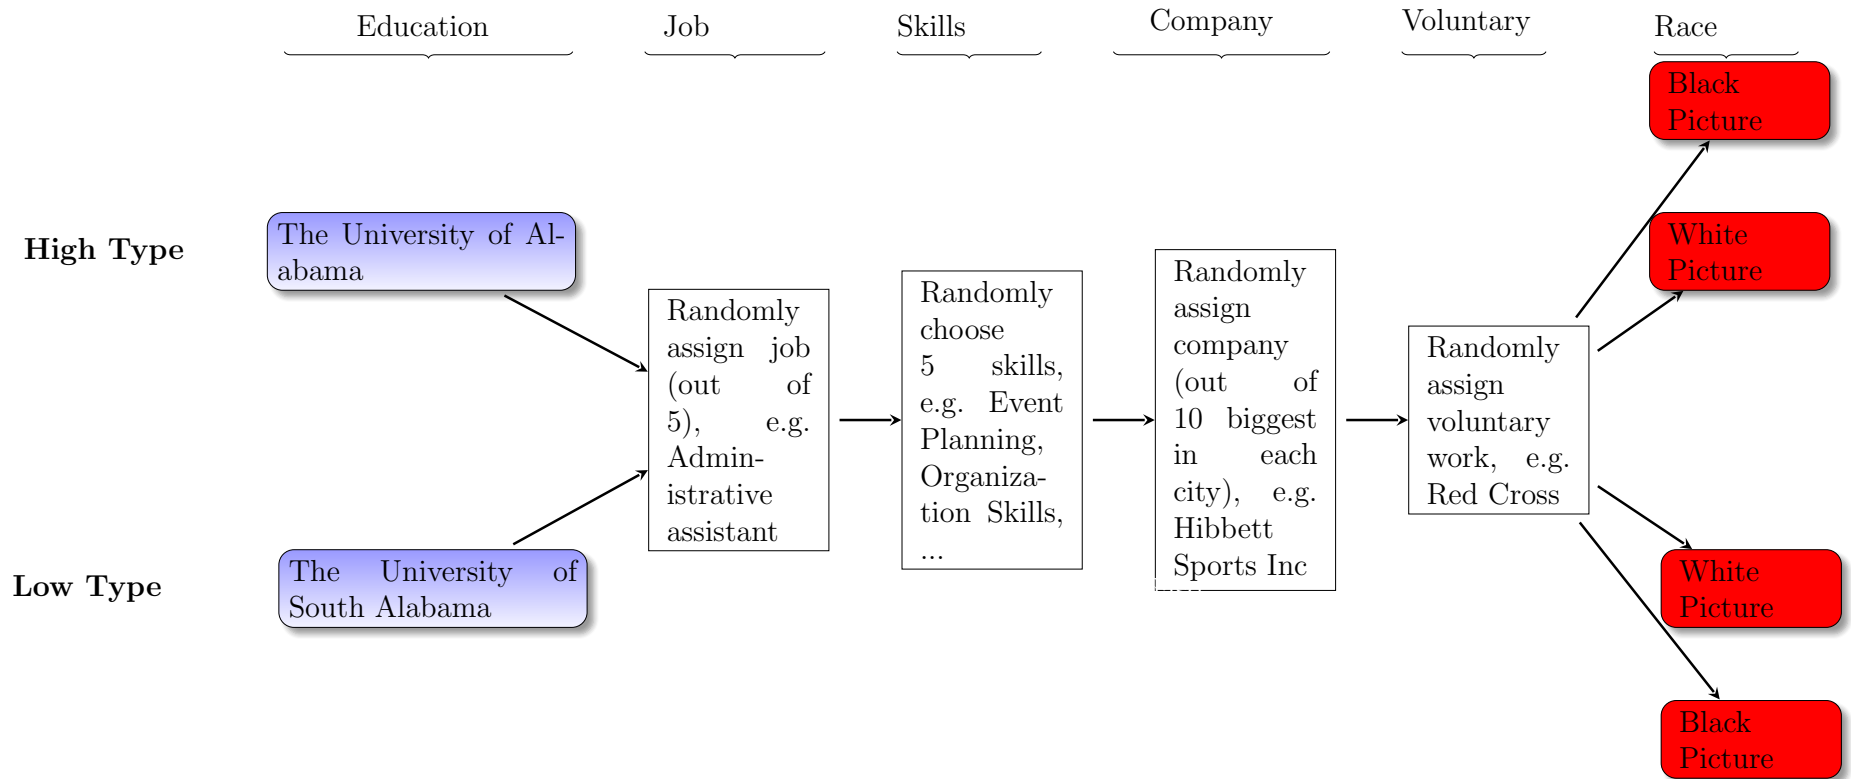 Education
Job
Skills
Company
Voluntary
Race
High Type
Low Type
The University of Al-
abama
The University of
South Alabama
Randomly
assign job
(out of
5), e.g.
Admin-
istrative
assistant
Randomly
choose
5 skills,
e.g. Event
Planning,
Organiza-
tion Skills,
...
Randomly
assign
company
(out of
10 biggest
in each
city), e.g.
Hibbett
Sports Inc
Randomly
assign
voluntary
work, e.g.
Red Cross
Black
Picture
White
Picture
White
Picture
Black
Picture